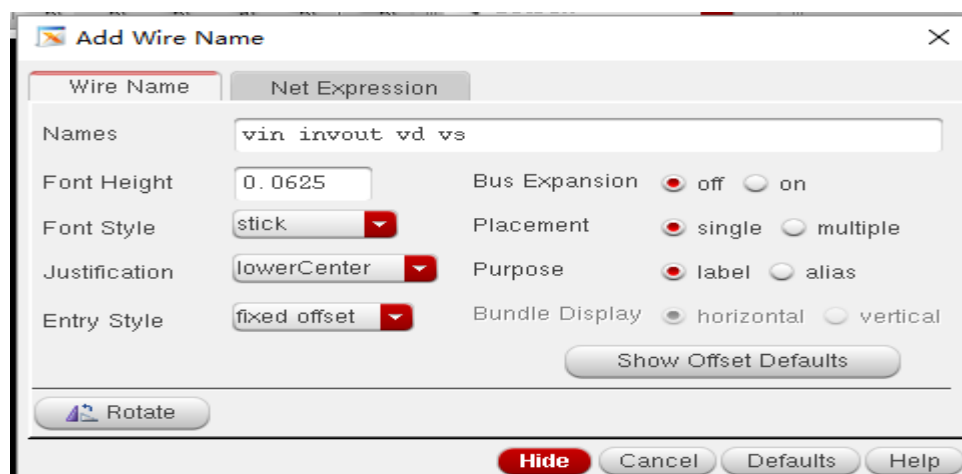 Add Wire Name
Wire Name Net Expression
Names vin invout vd vs
Font Height 0.0625 Bus Expansion off on
Font Style stick Placement single multiple
Justification lowerCenter Purpose label alias
Entry Style fixed offset Bundle Display horizontal vertical
Show Offset Defaults
Rotate
Hide Cancel Defaults Help